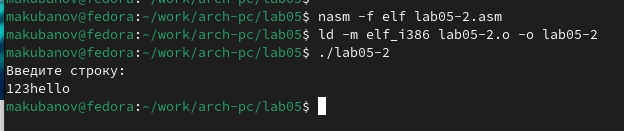 makubanov@fedora:~/work/arch-pc/lab05$ nasm -f elf lab05-2.asm
makubanov@fedora:~/work/arch-pc/lab05$ ld -m elf_i386 lab05-2.o -o lab05-2
makubanov@fedora:~/work/arch-pc/lab05$ ./lab05-2
Введите строку:
123hello
makubanov@fedora:~/work/arch-pc/lab05$